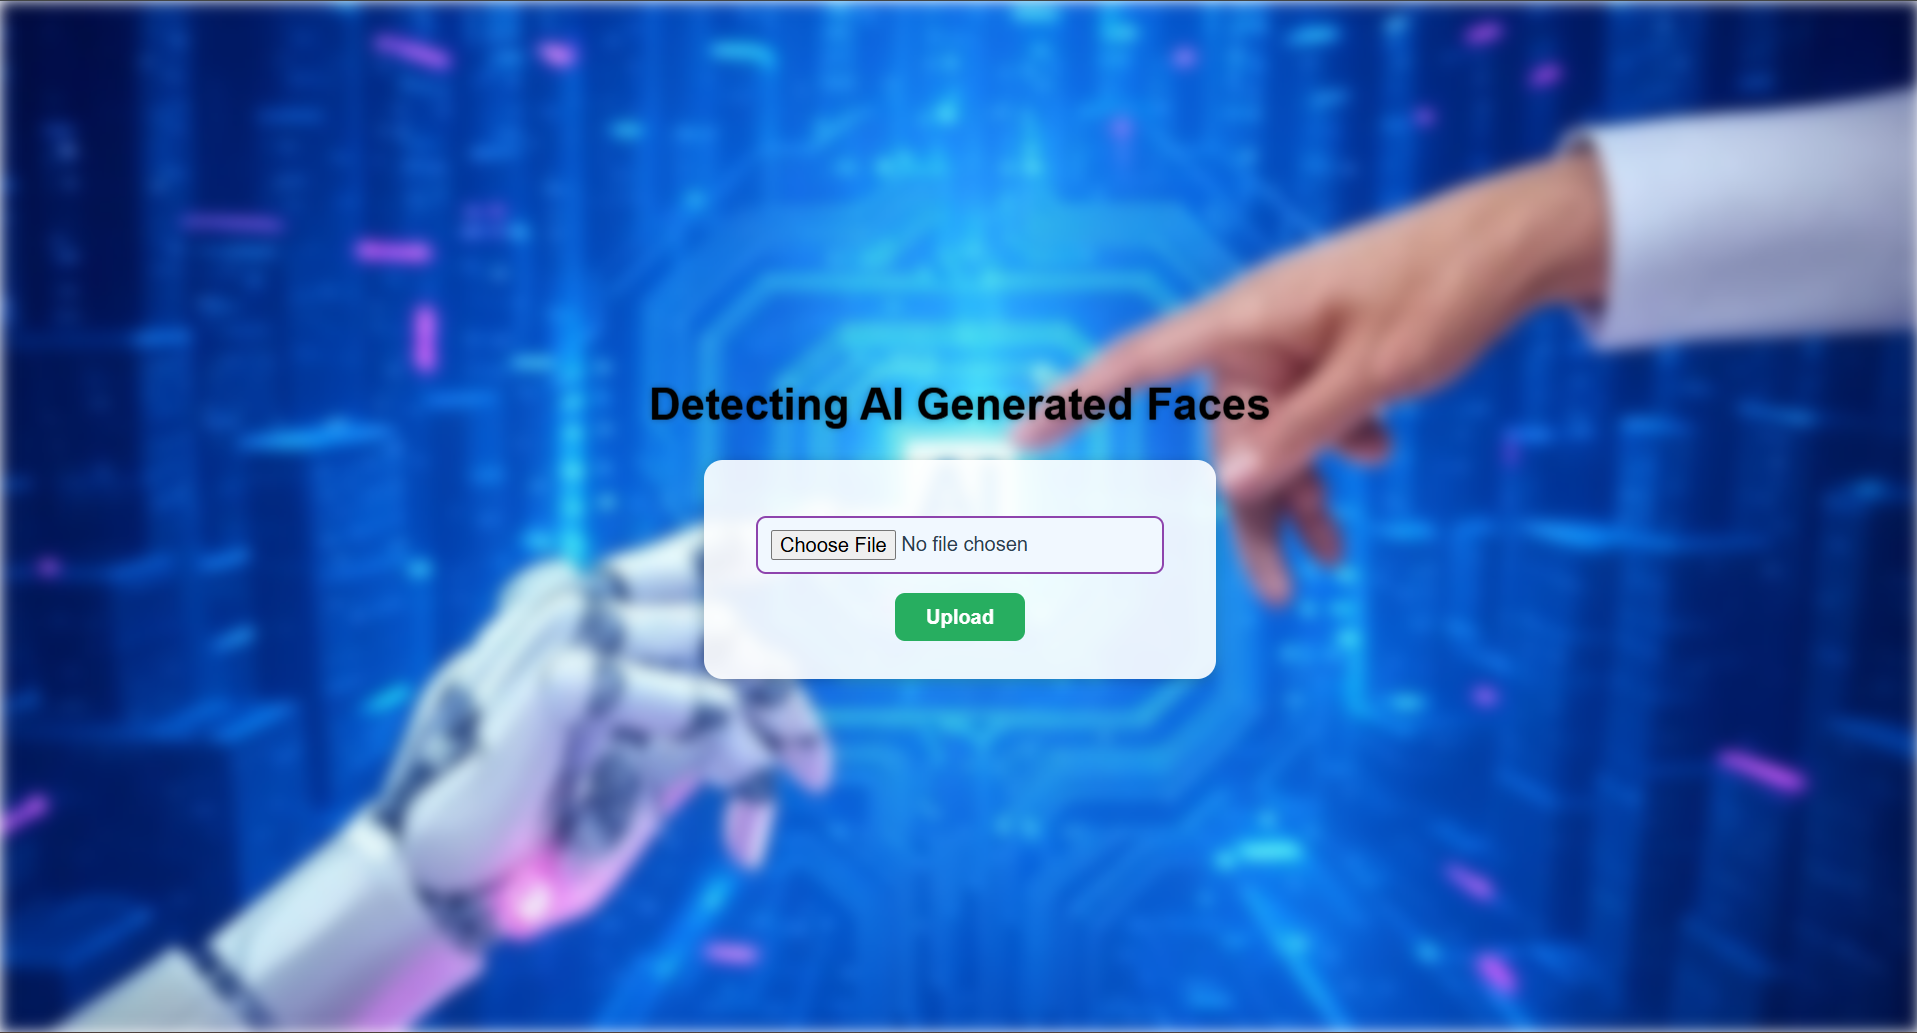 Detecting AI Generated Faces
Choose File No file chosen
Upload